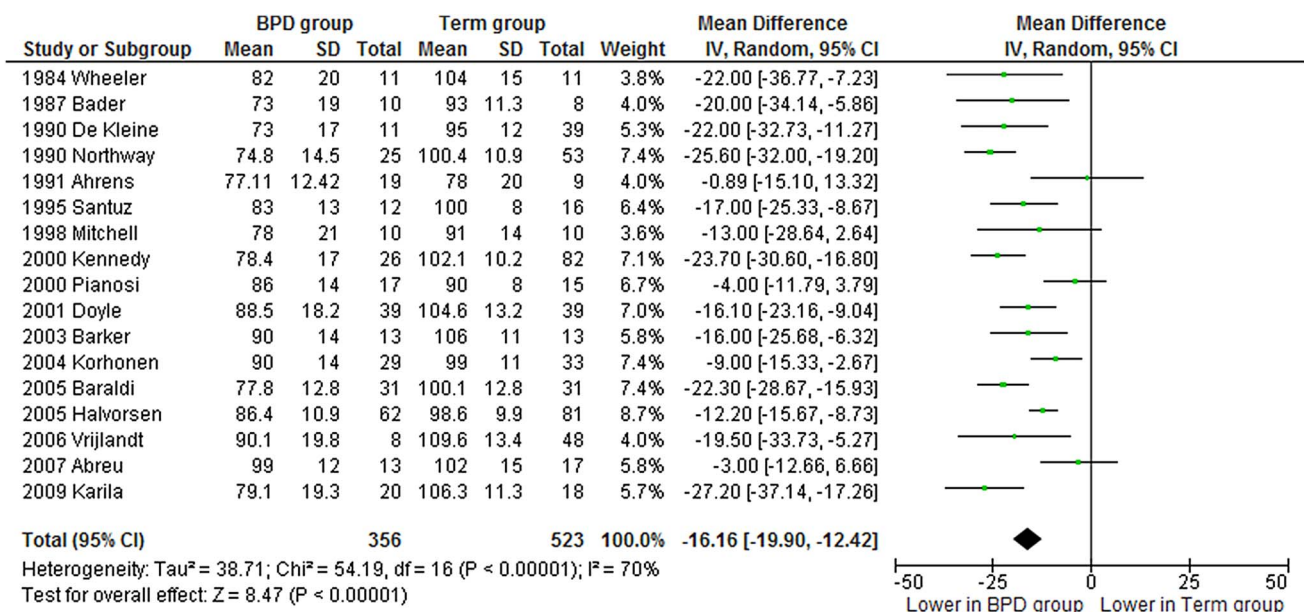 BPD group Term group Mean Difference Mean Difference
Study or Subgroup Mean SD Total Mean SD Total Weight IV, Random, 95% CI IV, Random, 95% CI
1984 Wheeler 82 20 11 104 15 11 3.8% -22.00 [-36.77, -7.23]
1987 Bader 73 19 10 93 11.3 8 4.0% -20.00 [-34.14, -5.86]
1990 De Kleine 73 17 11 95 12 39 5.3% -22.00 [-32.73, -11.27]
1990 Northway 74.8 14.5 25 100.4 10.9 53 7.4% -25.60 [-32.00, -19.20]
1991 Ahrens 77.11 12.42 19 78 20 9 4.0% -0.89 [-15.10, 13.32]
1995 Santuz 83 13 12 100 8 16 6.4% -17.00 [-25.33, -8.67]
1998 Mitchell 78 21 10 91 14 10 3.6% -13.00 [-28.64, 2.64]
2000 Kennedy 78.4 17 26 102.1 10.2 82 7.1% -23.70 [-30.60, -16.80]
2000 Pianosi 86 14 17 90 8 15 6.7% -4.00 [-11.79, 3.79]
2001 Doyle 88.5 18.2 39 104.6 13.2 39 7.0% -16.10 [-23.16, -9.04]
2003 Barker 90 14 13 106 11 13 5.8% -16.00 [-25.68, -6.32]
2004 Korhonen 90 14 29 99 11 33 7.4% -9.00 [-15.33, -2.67]
2005 Baraldi 77.8 12.8 31 100.1 12.8 31 7.4% -22.30 [-28.67, -15.93]
2005 Halvorsen 86.4 10.9 62 98.6 9.9 81 8.7% -12.20 [-15.67, -8.73]
2006 Vrijlandt 90.1 19.8 8 109.6 13.4 48 4.0% -19.50 [-33.73, -5.27]
2007 Abreu 99 12 13 102 15 17 5.8% -3.00 [-12.66, 6.66]
2009 Karila 79.1 19.3 20 106.3 11.3 18 5.7% -27.20 [-37.14, -17.26]
Total (95% CI) 356 523 100.0% -16.16 [-19.90, -12.42]
Heterogeneity: Tau² = 38.71; Chi² = 54.19, df = 16 (P < 0.00001); I² = 70%
Test for overall effect: Z = 8.47 (P < 0.00001)
-50 -25 0 25 50
Lower in BPD group Lower in Term group